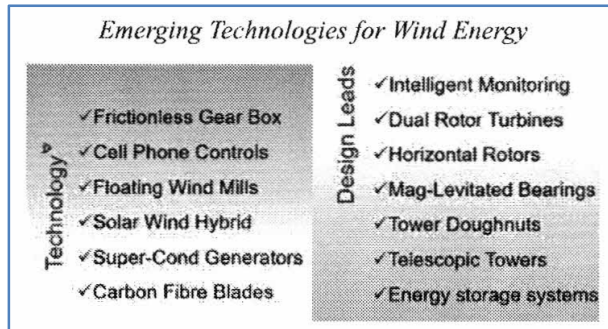 Emerging Technologies for Wind Energy
Technology
✓Frictionless Gear Box
✓Cell Phone Controls
✓Floating Wind Mills
✓Solar Wind Hybrid
✓Super-Cond Generators
✓Carbon Fibre Blades
Design Leads
✓Intelligent Monitoring
✓Dual Rotor Turbines
✓Horizontal Rotors
✓Mag-Levitated Bearings
✓Tower Doughnuts
✓Telescopic Towers
✓Energy storage systems